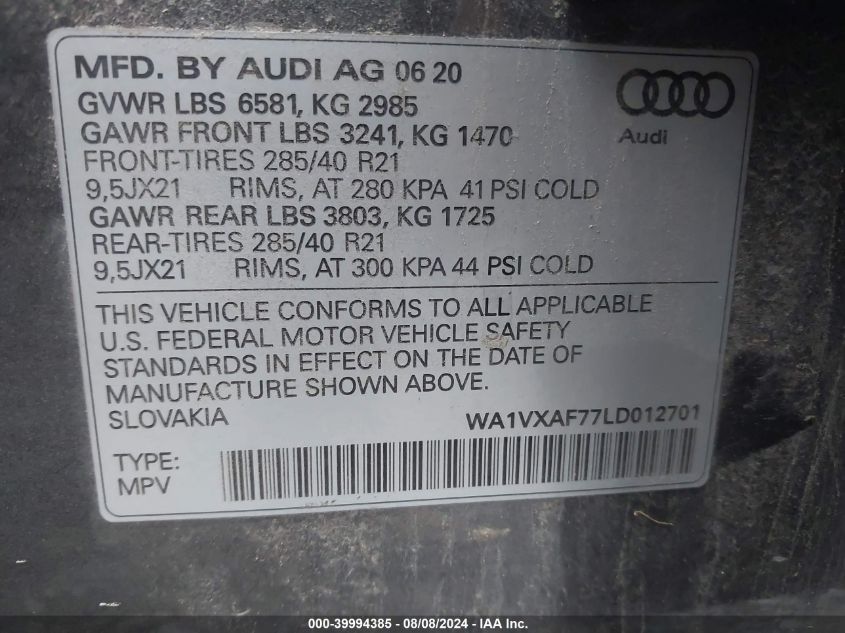 MFD. BY AUDI AG 06 20
GVWR LBS 6581, KG 2985
GAWR FRONT LBS 3241, KG 1470
FRONT-TIRES 285/40 R21
9,5JX21 RIMS, AT 280 KPA 41 PSI COLD
GAWR REAR LBS 3803, KG 1725
REAR-TIRES 285/40 R21
9,5JX21 RIMS, AT 300 KPA 44 PSI COLD
Audi
THIS VEHICLE CONFORMS TO ALL APPLICABLE
U.S. FEDERAL MOTOR VEHICLE SAFETY
STANDARDS IN EFFECT ON THE DATE OF
MANUFACTURE SHOWN ABOVE.
SLOVAKIA WA1VXAF77LD012701
TYPE:
MPV
000-39994385 - 08/08/2024 - IAA Inc.